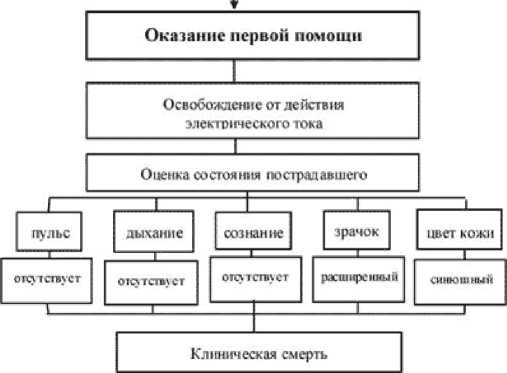 Оказание первой помощи
Освобождение от действия
электрического тока
Оценка состояния пострадавшего
пульс
дыхание
сознание
зрачок
цвет кожи
отсутствует
отсутствует
отсутствует
расширенный
синюшный
Клиническая смерть